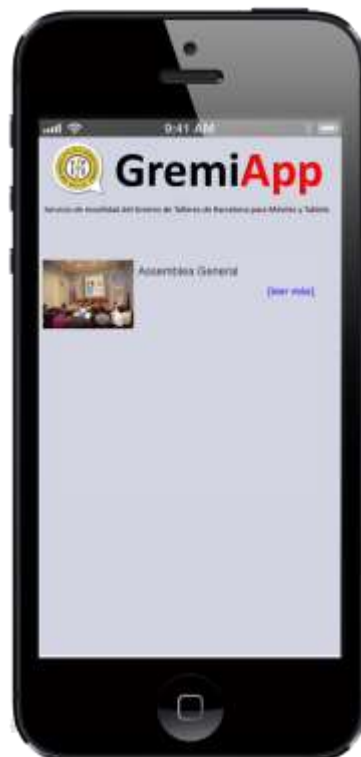 9:41 AM
GremiApp
Servicio de movilidad del Gremio de Talleres de Barcelona para Móviles y Tablets
Assemblea General
[leer más]